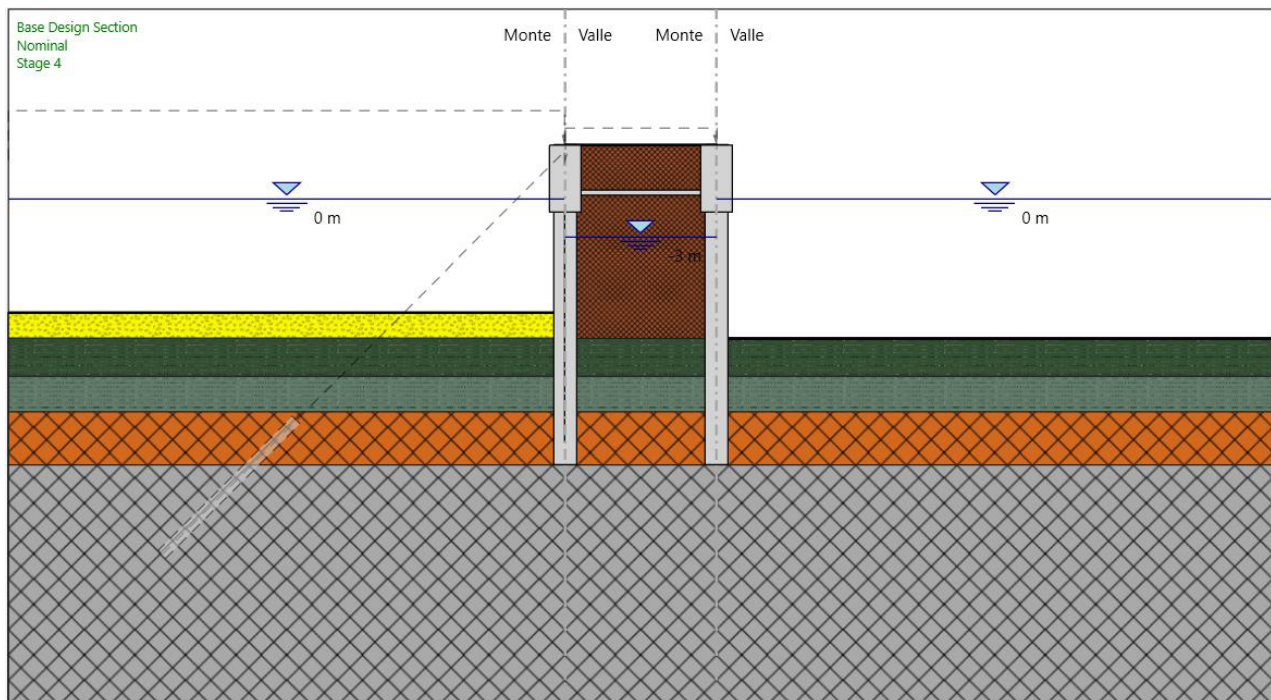 Base Design Section
Nominal
Stage 4
Monte Valle Monte Valle
0 m
0 m
-3 m